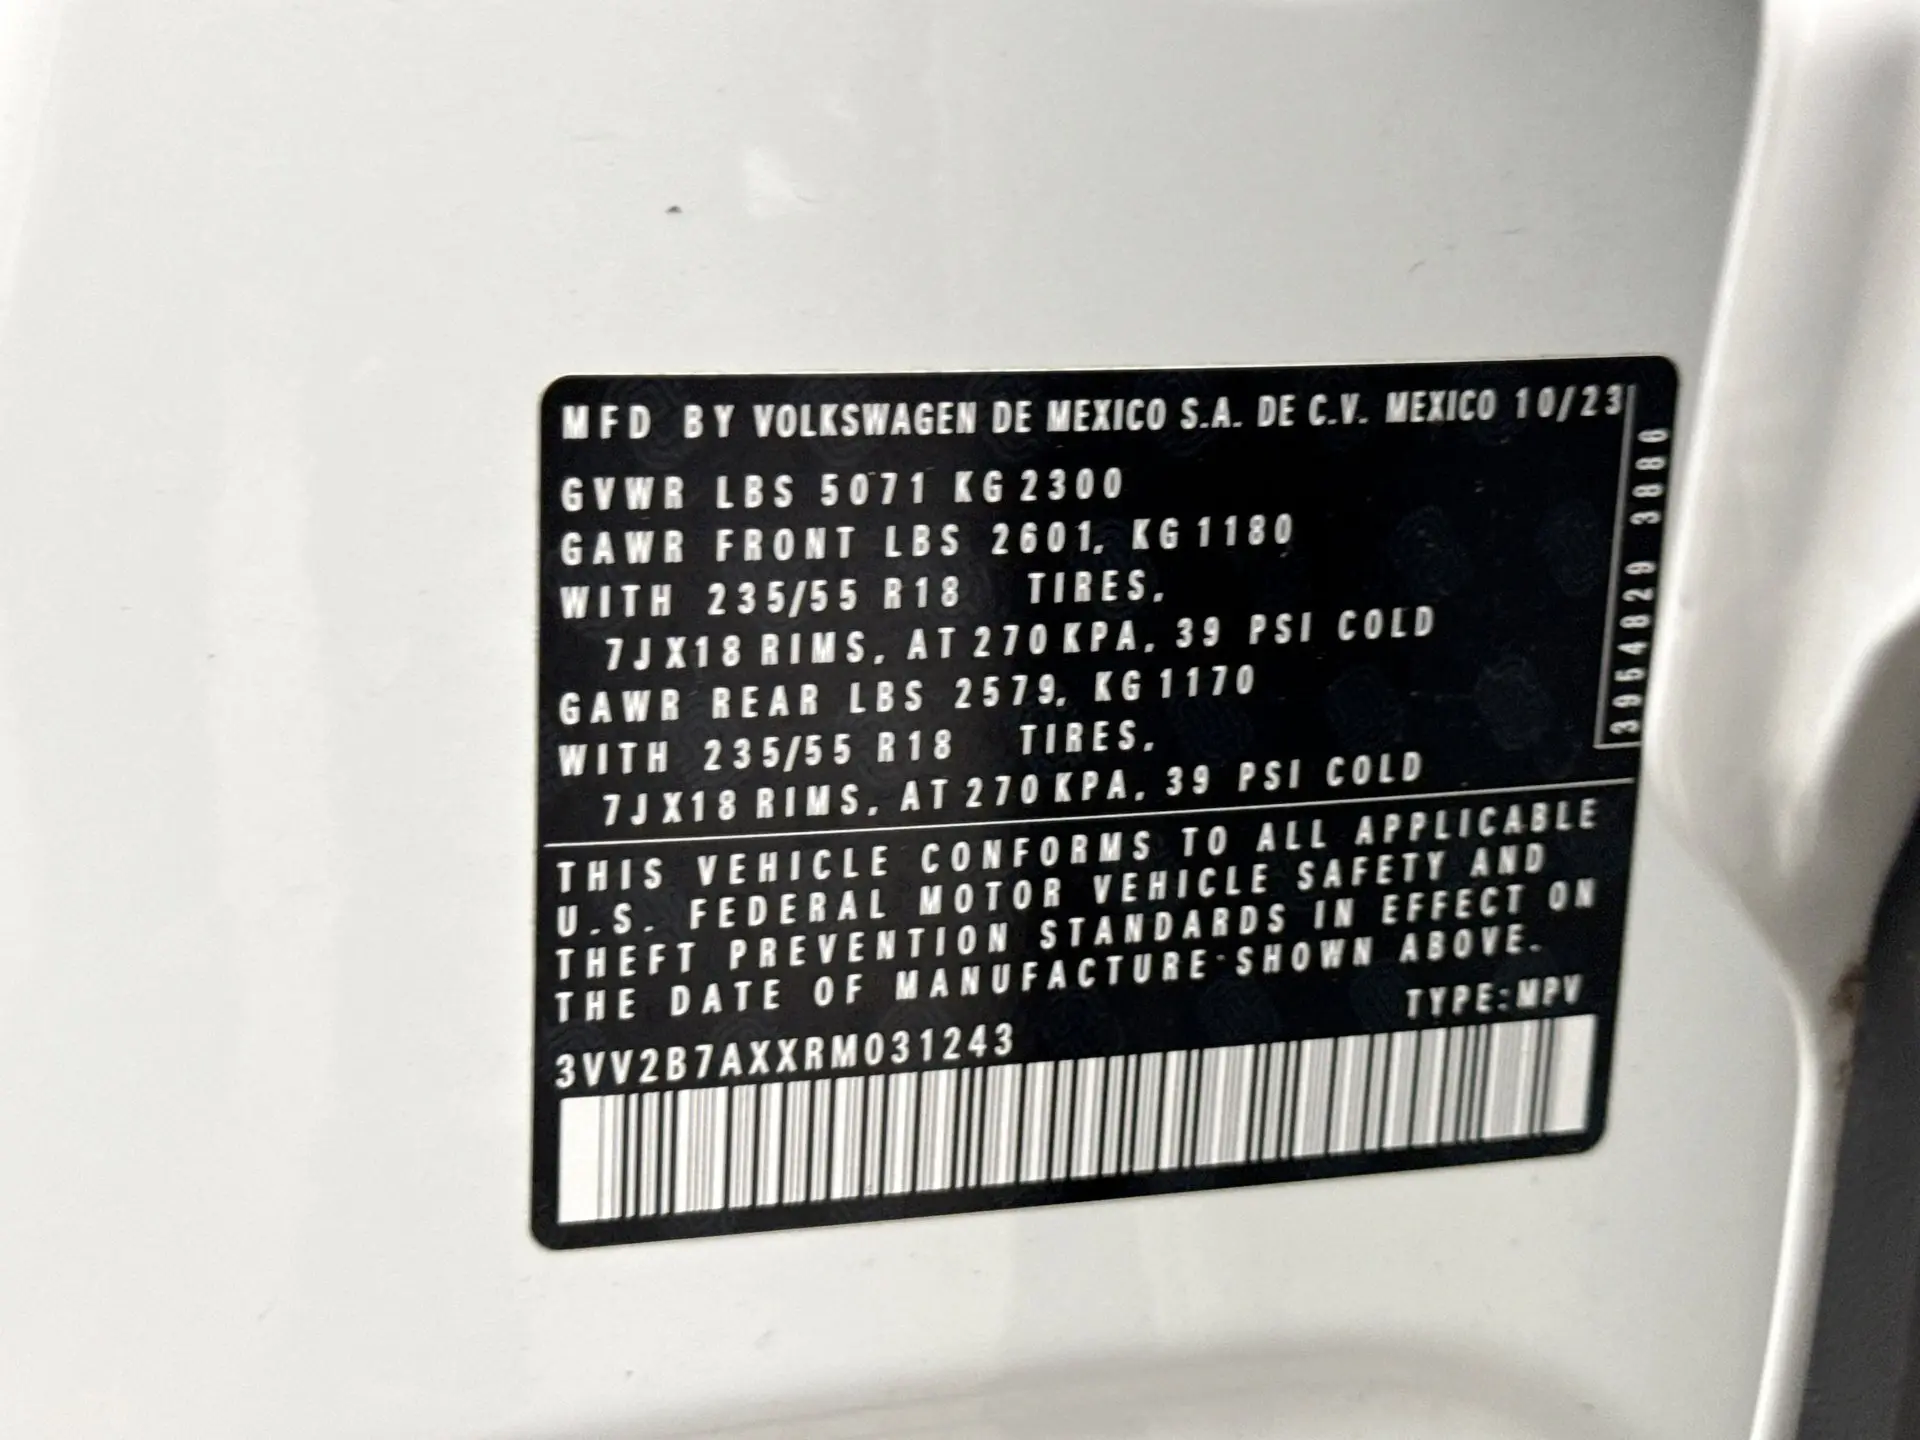 MFD BY VOLKSWAGEN DE MEXICO S.A. DE C.V. MEXICO 10/23
GVWR LBS 5071 KG 2300
GAWR FRONT LBS 2601, KG 1180
WITH 235/55 R18 TIRES,
7JX18 RIMS, AT 270 KPA, 39 PSI COLD
GAWR REAR LBS 2579, KG 1170
WITH 235/55 R18 TIRES,
7JX18 RIMS, AT 270 KPA, 39 PSI COLD
3954829 3880
THIS VEHICLE CONFORMS TO ALL APPLICABLE
U.S. FEDERAL MOTOR VEHICLE SAFETY AND
THEFT PREVENTION STANDARDS IN EFFECT ON
THE DATE OF MANUFACTURE SHOWN ABOVE.
TYPE:MPV
3VV2B7AXXRM031243